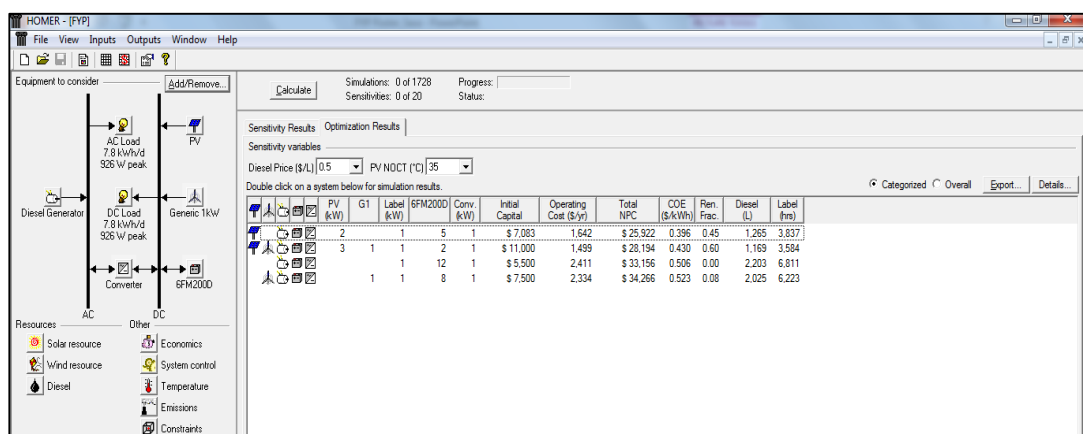 HOMER - [FYP]
File View Inputs Outputs Window Help
Equipment to consider Add/Remove...
Calculate
Simulations: 0 of 1728 Progress:
Sensitivities: 0 of 20 Status:
AC Load
7.8 kWh/d
926 W peak
PV
Diesel Generator
DC Load
7.8 kWh/d
926 W peak
Generic 1kW
Converter
6FM200D
AC DC
Resources Other
Solar resource Economics
Wind resource System control
Diesel Temperature
Emissions
Constraints
Sensitivity Results Optimization Results
Sensitivity variables
Diesel Price ($/L) 0.5 PV NOCT (°C) 35
Double click on a system below for simulation results.
Categorized Overall Export... Details...
PV (kW) G1 Label (kW) 6FM200D Conv. (kW) Initial Capital Operating Cost ($/yr) Total NPC COE ($/kWh) Ren. Frac. Diesel (L) Label (hrs)
2 1 5 1 $ 7,083 1,642 $ 25,922 0.396 0.45 1,265 3,837
3 1 1 2 1 $ 11,000 1,499 $ 28,194 0.430 0.60 1,169 3,584
1 12 1 $ 5,500 2,411 $ 33,156 0.506 0.00 2,203 6,811
1 1 8 1 $ 7,500 2,334 $ 34,266 0.523 0.08 2,025 6,223